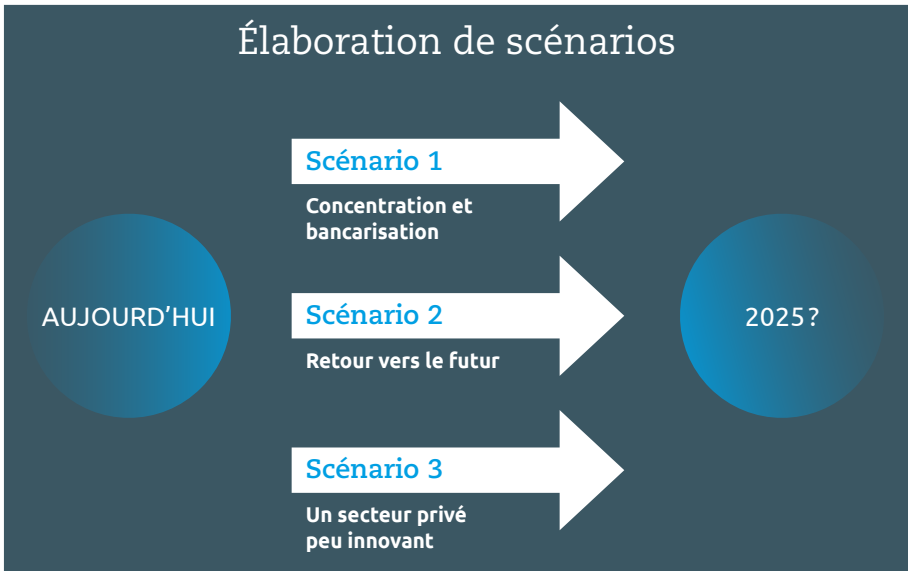 Élaboration de scénarios
AUJOURD'HUI
Scénario 1
Concentration et
bancarisation
Scénario 2
Retour vers le futur
Scénario 3
Un secteur privé
peu innovant
2025?